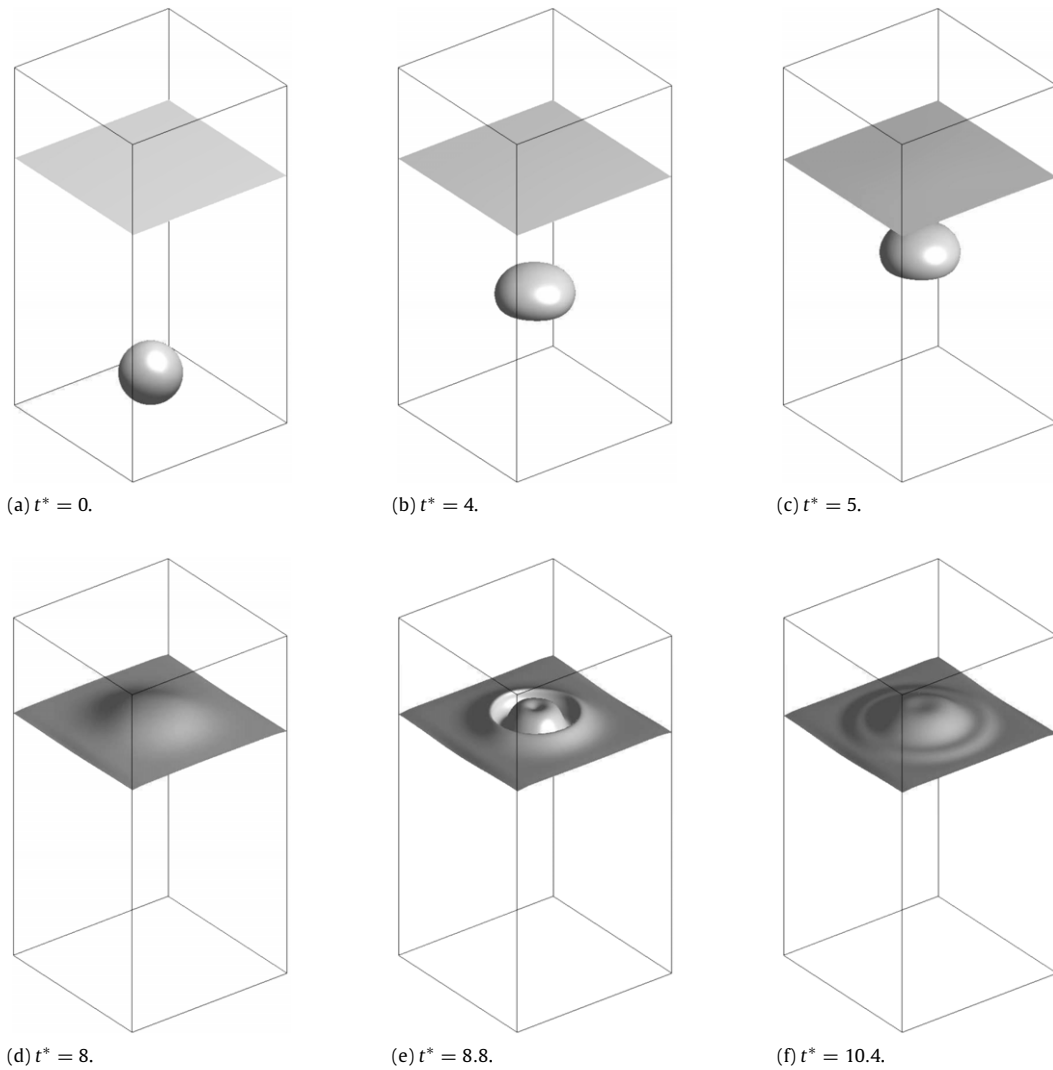 (a) t* = 0.
(b) t* = 4.
(c) t* = 5.
(d) t* = 8.
(e) t* = 8.8.
(f) t* = 10.4.